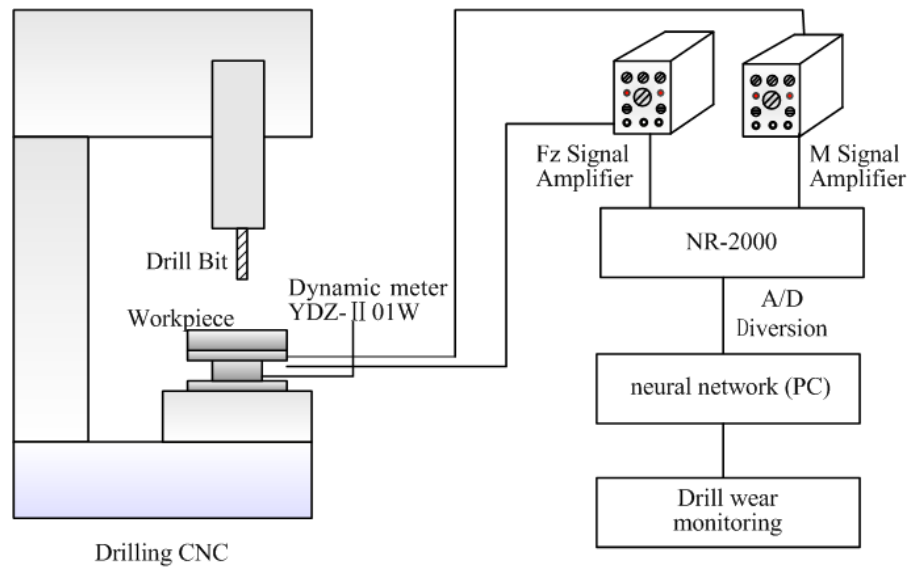 Fz Signal
Amplifier
M Signal
Amplifier
NR-2000
Drill Bit
Dynamic meter
YDZ-Ⅱ01W
A/D
Diversion
Workpiece
neural network (PC)
Drill wear
monitoring
Drilling CNC